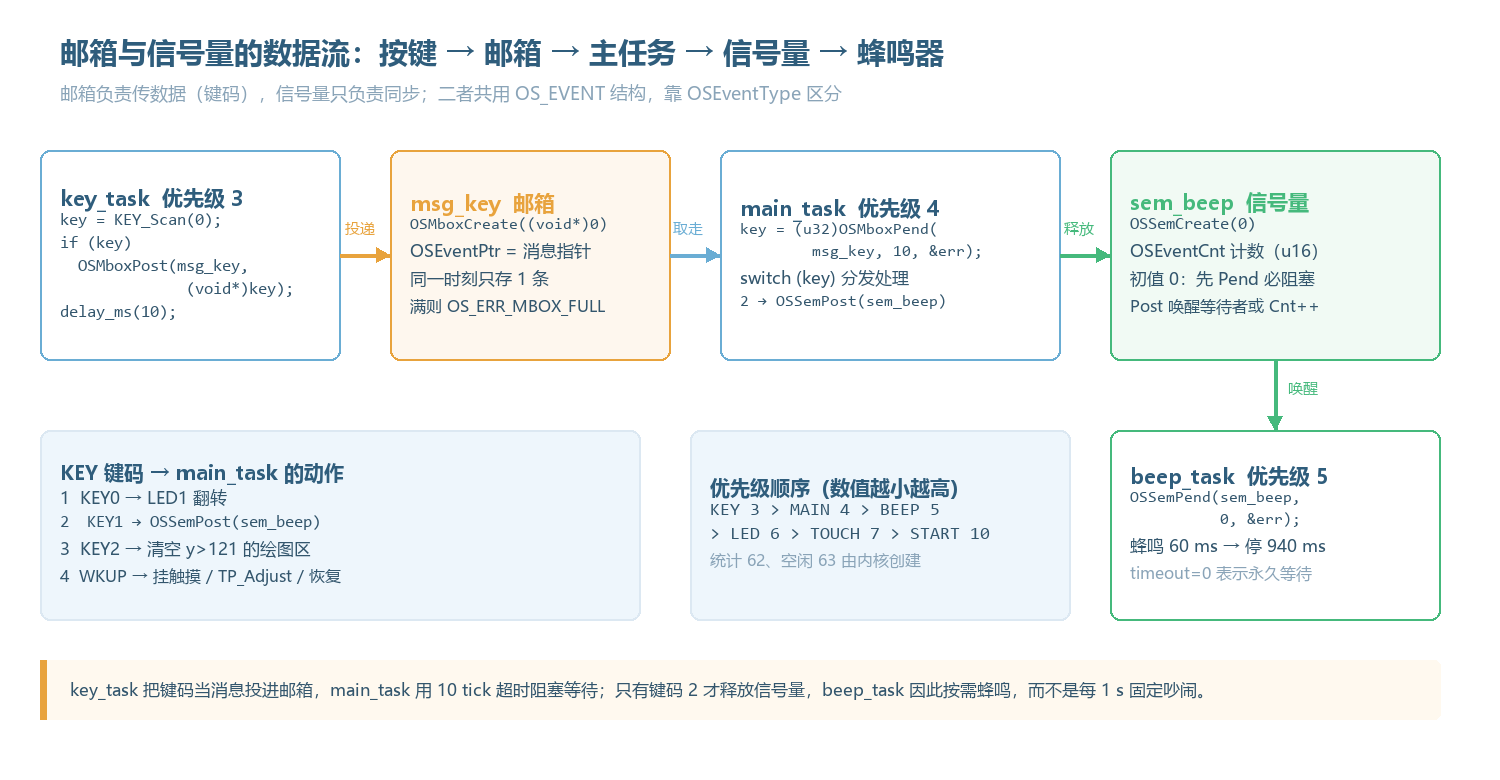 邮箱与信号量的数据流：按键 → 邮箱 → 主任务 → 信号量 → 蜂鸣器
邮箱负责传数据（键码），信号量只负责同步；二者共用 OS_EVENT 结构，靠 OSEventType 区分
key_task 优先级 3
key = KEY_Scan(0);
if (key)
OSMboxPost(msg_key,
(void*)key);
delay_ms(10);
投递
msg_key 邮箱
OSMboxCreate((void*)0)
OSEventPtr = 消息指针
同一时刻只存 1 条
满则 OS_ERR_MBOX_FULL
取走
main_task 优先级 4
key = (u32)OSMboxPend(
msg_key, 10, &err);
switch (key) 分发处理
2 → OSSemPost(sem_beep)
释放
sem_beep 信号量
OSSemCreate(0)
OSEventCnt 计数（u16）
初值 0：先 Pend 必阻塞
Post 唤醒等待者或 Cnt++
唤醒
KEY 键码 → main_task 的动作
1 KEY0 → LED1 翻转
2 KEY1 → OSSemPost(sem_beep)
3 KEY2 → 清空 y>121 的绘图区
4 WKUP → 挂触摸 / TP_Adjust / 恢复
优先级顺序（数值越小越高）
KEY 3 > MAIN 4 > BEEP 5
> LED 6 > TOUCH 7 > START 10
统计 62、空闲 63 由内核创建
beep_task 优先级 5
OSSemPend(sem_beep,
0, &err);
蜂鸣 60 ms → 停 940 ms
timeout=0 表示永久等待
key_task 把键码当消息投进邮箱，main_task 用 10 tick 超时阻塞等待；只有键码 2 才释放信号量，beep_task 因此按需蜂鸣，而不是每 1 s 固定吵闹。